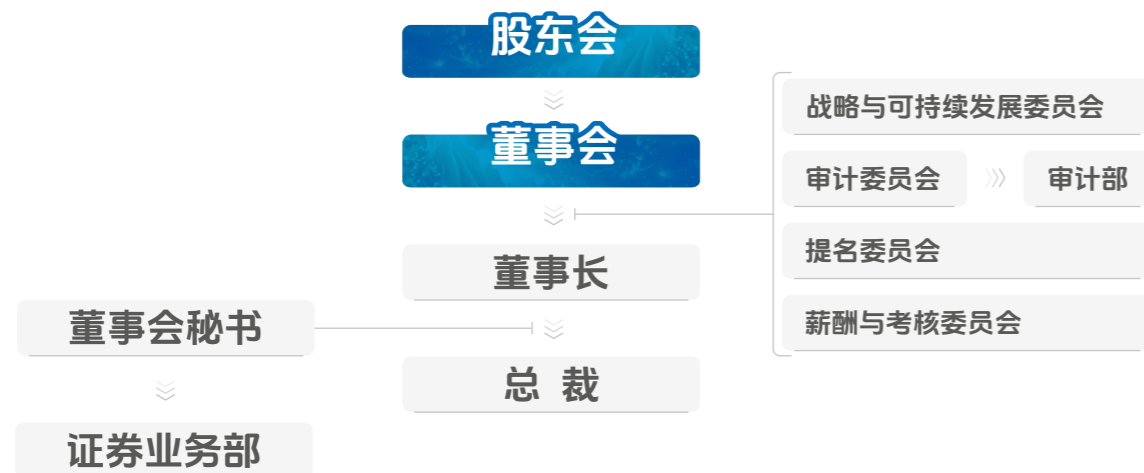 股东会
董事会
战略与可持续发展委员会
审计委员会
审计部
提名委员会
薪酬与考核委员会
董事长
董事会秘书
总 裁
证券业务部